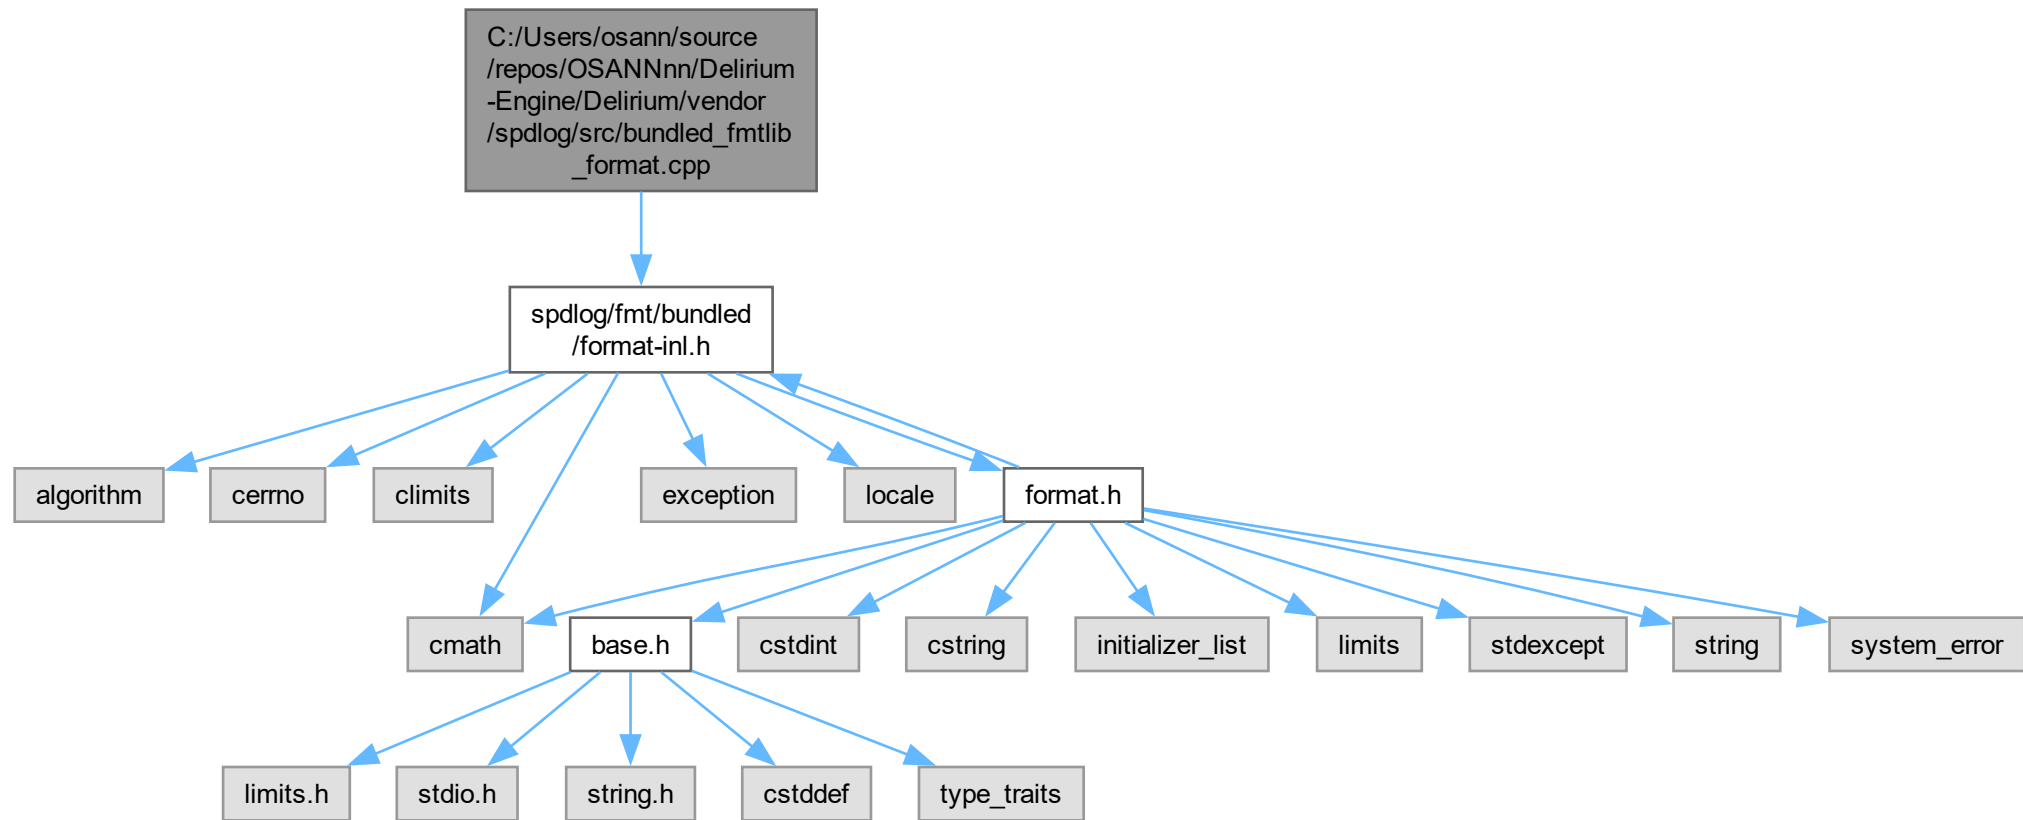 C:/Users/osann/source
/repos/OSANNnn/Delirium
-Engine/Delirium/vendor
/spdlog/src/bundled_fmtlib
_format.cpp
spdlog/fmt/bundled
/format-inl.h
algorithm
cerrno
climits
exception
locale
format.h
cmath
base.h
cstdint
cstring
initializer_list
limits
stdexcept
string
system_error
limits.h
stdio.h
string.h
cstddef
type_traits